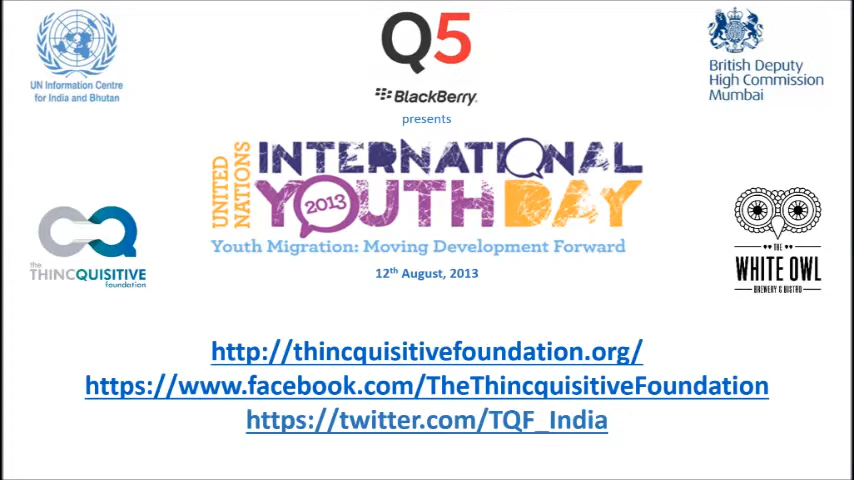 UN Information Centre
for India and Bhutan
Q5
BlackBerry.
presents
British Deputy
High Commission
Mumbai
UNITED
NATIONS
INTERNATIONAL
YOUTH DAY
2013
Youth Migration: Moving Development Forward
12th August, 2013
the
THINCQUISITIVE
foundation
THE
WHITE OWL
BREWERY & BISTRO
http://thincquisitivefoundation.org/
https://www.facebook.com/TheThincquisitiveFoundation
https://twitter.com/TQF_India